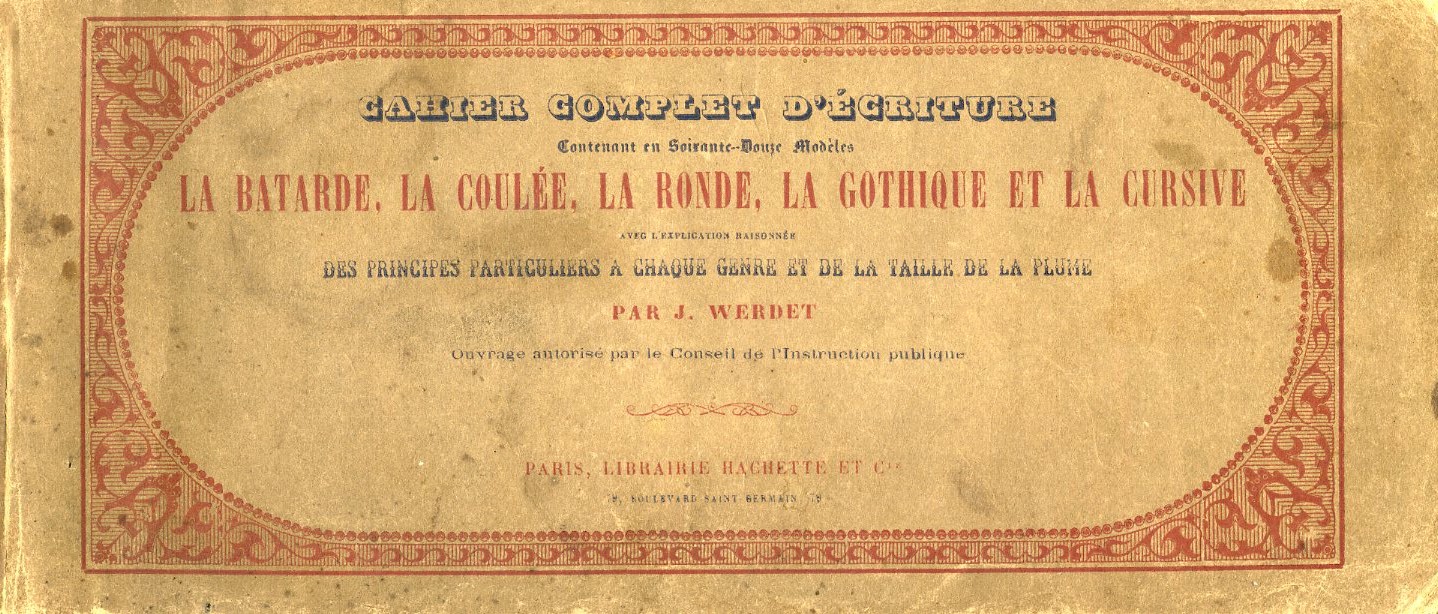 CAHIER COMPLET D'ÉCRITURE
Contenant en Soixante-Douze Modèles
LA BATARDE, LA COULÉE, LA RONDE, LA GOTHIQUE ET LA CURSIVE
AVEC L'EXPLICATION RAISONNÉE
DES PRINCIPES PARTICULIERS A CHAQUE GENRE ET DE LA TAILLE DE LA PLUME
PAR J. WERDET
Ouvrage autorisé par le Conseil de l'Instruction publique
PARIS, LIBRAIRIE HACHETTE ET Cie
BOULEVARD SAINT-GERMAIN